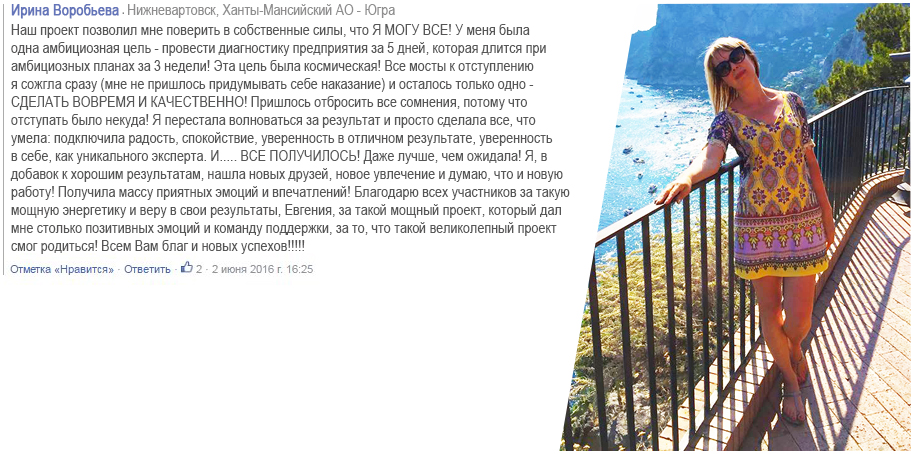 Ирина Воробьева . Нижневартовск, Ханты-Мансийский АО - Югра
Наш проект позволил мне поверить в собственные силы, что Я МОГУ ВСЕ! У меня была
одна амбициозная цель - провести диагностику предприятия за 5 дней, которая длится при
амбициозных планах за 3 недели! Эта цель была космическая! Все мосты к отступлению
я сожгла сразу (мне не пришлось придумывать себе наказание) и осталось только одно -
СДЕЛАТЬ ВОВРЕМЯ И КАЧЕСТВЕННО! Пришлось отбросить все сомнения, потому что
отступать было некуда! Я перестала волноваться за результат и просто сделала все, что
умела: подключила радость, спокойствие, уверенность в отличном результате, уверенность
в себе, как уникального эксперта. И..... ВСЕ ПОЛУЧИЛОСЬ! Даже лучше, чем ожидала! Я, в
добавок к хорошим результатам, нашла новых друзей, новое увлечение и думаю, что и новую
работу! Получила массу приятных эмоций и впечатлений! Благодарю всех участников за такую
мощную энергетику и веру в свои результаты, Евгения, за такой мощный проект, который дал
мне столько позитивных эмоций и команду поддержки, за то, что такой великолепный проект
смог родиться! Всем Вам благ и новых успехов!!!!!
Отметка «Нравится» · Ответить · 2 · 2 июня 2016 г. 16:25